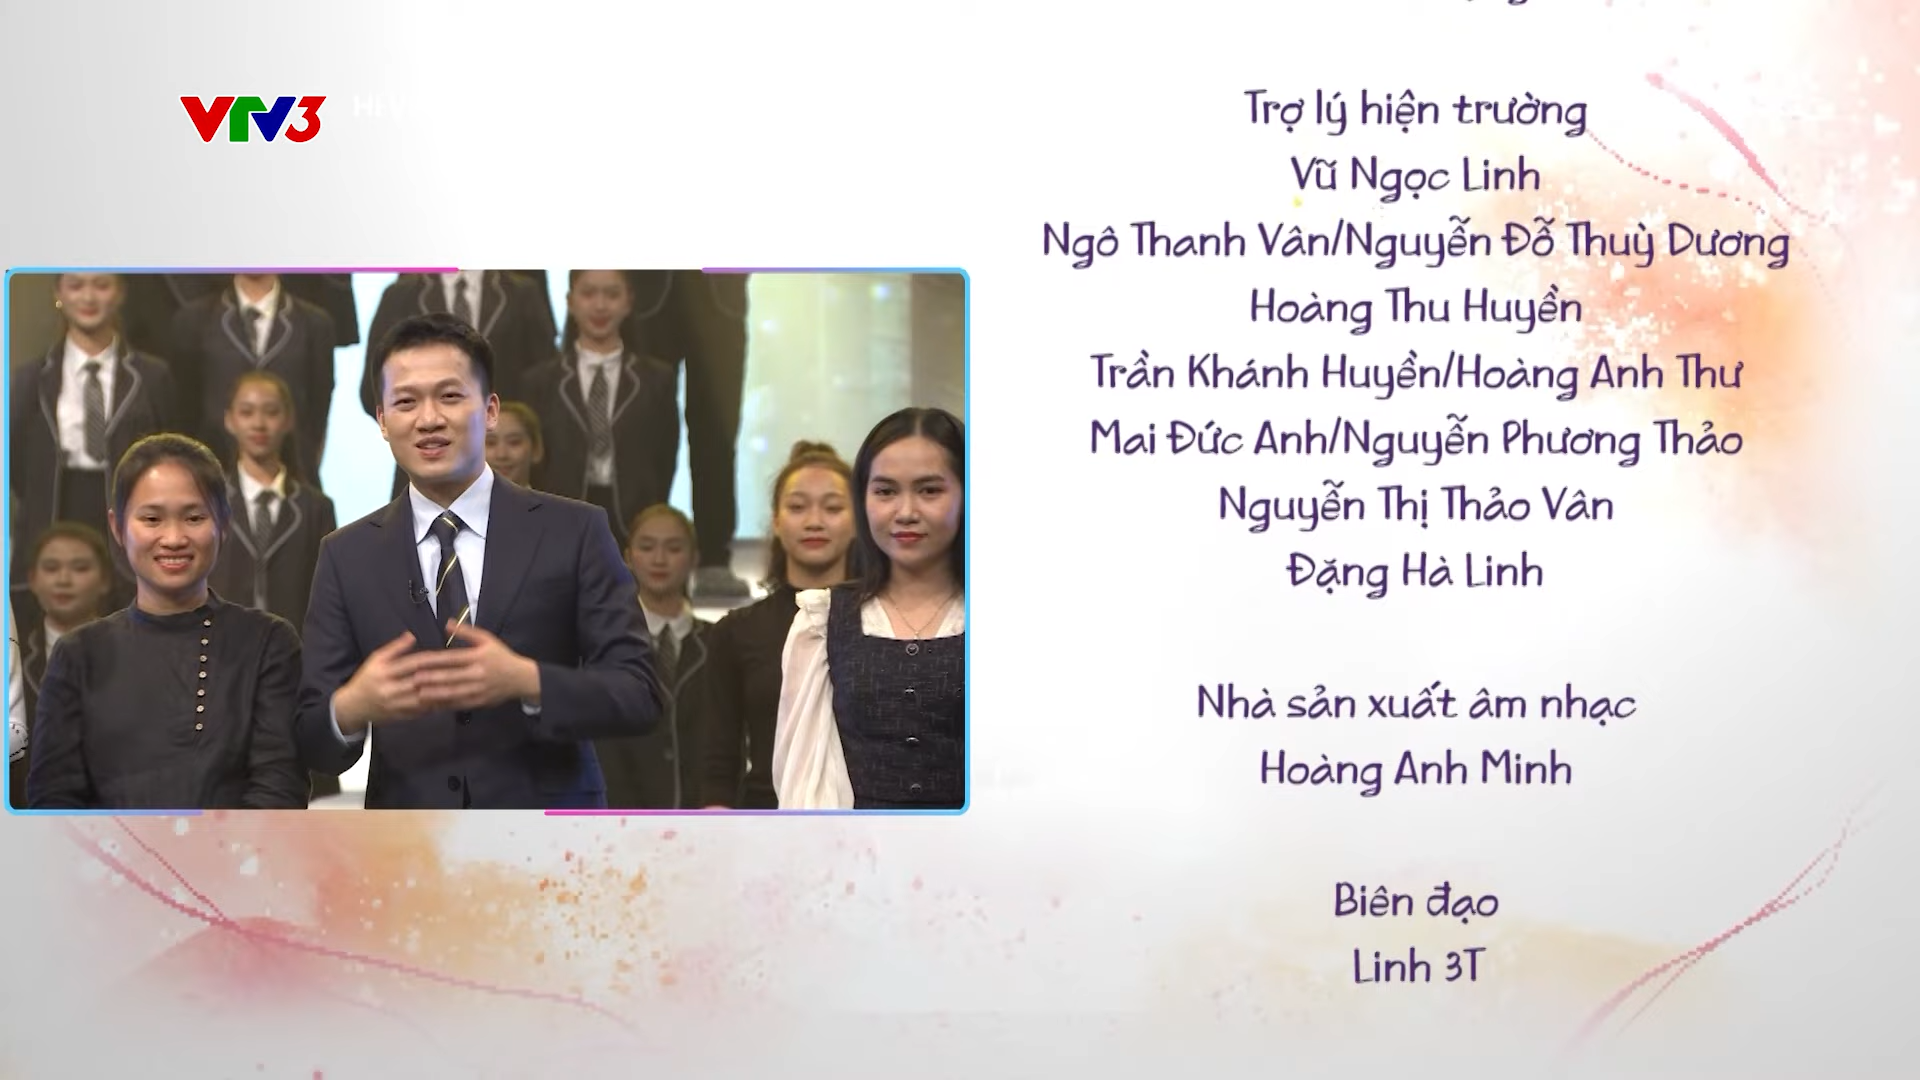 VTV3
Trợ lý hiện trường
Vũ Ngọc Linh
Ngô Thanh Vân/Nguyễn Đỗ Thuỳ Dương
Hoàng Thu Huyền
Trần Khánh Huyền/Hoàng Anh Thư
Mai Đức Anh/Nguyễn Phương Thảo
Nguyễn Thị Thảo Vân
Đặng Hà Linh
Nhà sản xuất âm nhạc
Hoàng Anh Minh
Biên đạo
Linh 3T